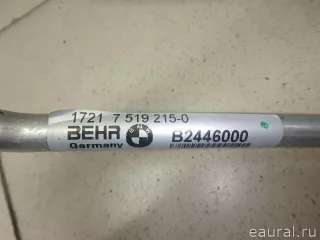 1721 7 519 215-0
BEHR B2446000
Germany
eaural.ru